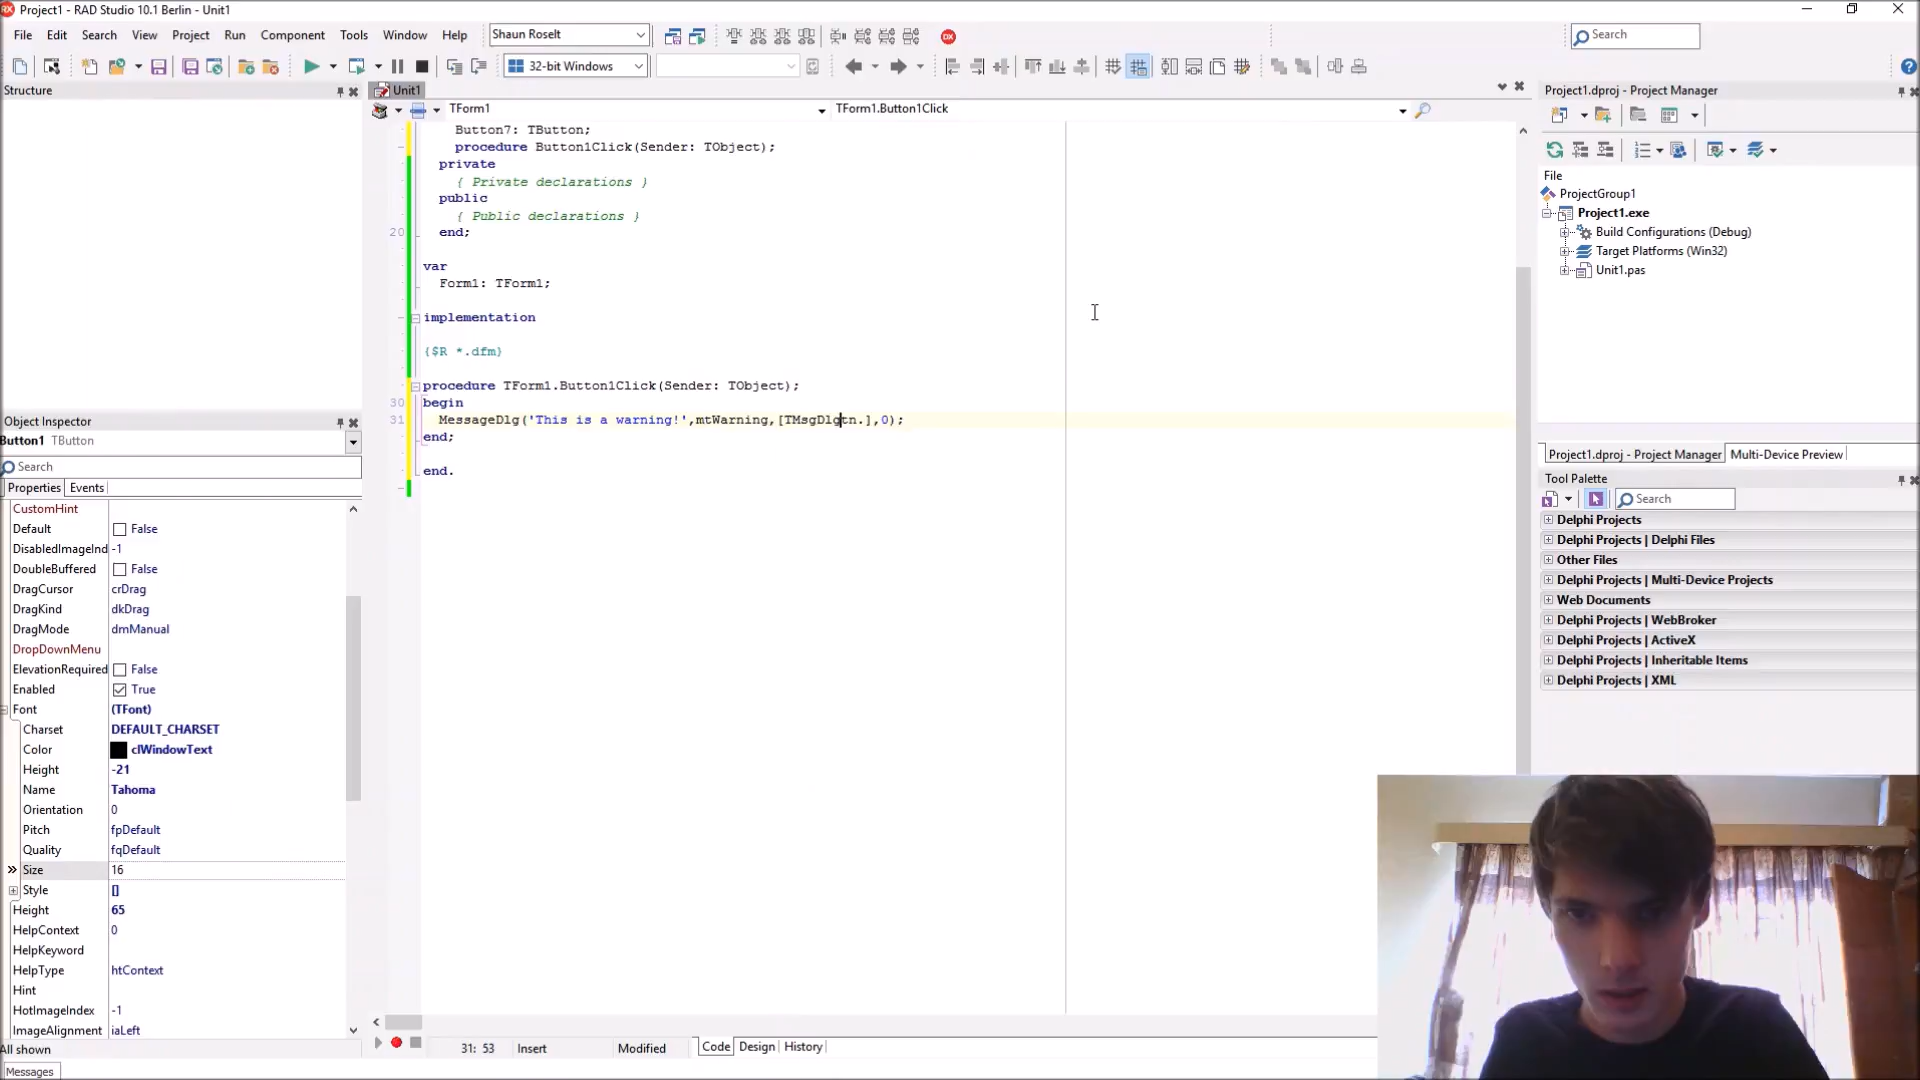 Project1 - RAD Studio 10.1 Berlin - Unit1
File Edit Search View Project Run Component Tools Window Help
Shaun Roselt
DX
Search
32-bit Windows
Structure
Unit1
TForm1
TForm1.Button1Click
Button7: TButton;
procedure Button1Click(Sender: TObject);
private
{ Private declarations }
public
{ Public declarations }
20
end;
var
Form1: TForm1;
implementation
{$R *.dfm}
procedure TForm1.Button1Click(Sender: TObject);
30
begin
31
MessageDlg('This is a warning!',mtWarning,[TMsgDlgtn.],0);
end;
end.
Object Inspector
Button1 TButton
Search
Properties Events
CustomHint
Default False
DisabledImageInd -1
DoubleBuffered False
DragCursor crDrag
DragKind dkDrag
DragMode dmManual
DropDownMenu
ElevationRequired False
Enabled True
Font (TFont)
Charset DEFAULT_CHARSET
Color clWindowText
Height -21
Name Tahoma
Orientation 0
Pitch fpDefault
Quality fqDefault
Size 16
Style []
Height 65
HelpContext 0
HelpKeyword
HelpType htContext
Hint
HotImageIndex -1
ImageAlignment iaLeft
All shown
Messages
31: 53 Insert Modified Code Design History
Project1.dproj - Project Manager
File
ProjectGroup1
Project1.exe
Build Configurations (Debug)
Target Platforms (Win32)
Unit1.pas
Project1.dproj - Project Manager Multi-Device Preview
Tool Palette
Search
Delphi Projects
Delphi Projects | Delphi Files
Other Files
Delphi Projects | Multi-Device Projects
Web Documents
Delphi Projects | WebBroker
Delphi Projects | ActiveX
Delphi Projects | Inheritable Items
Delphi Projects | XML